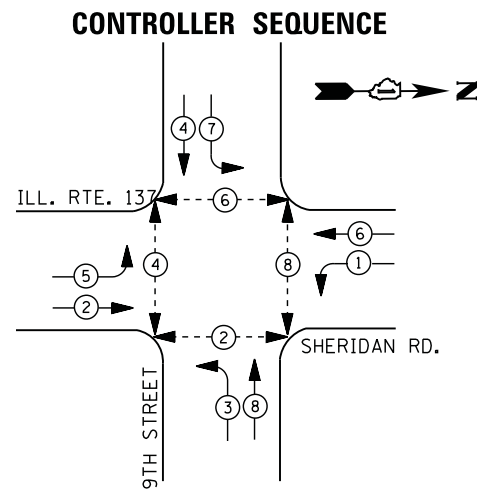 CONTROLLER SEQUENCE
N
4 7
ILL. RTE. 137
6
6
5 4 8 1
2
2
SHERIDAN RD.
9TH STREET
3 8